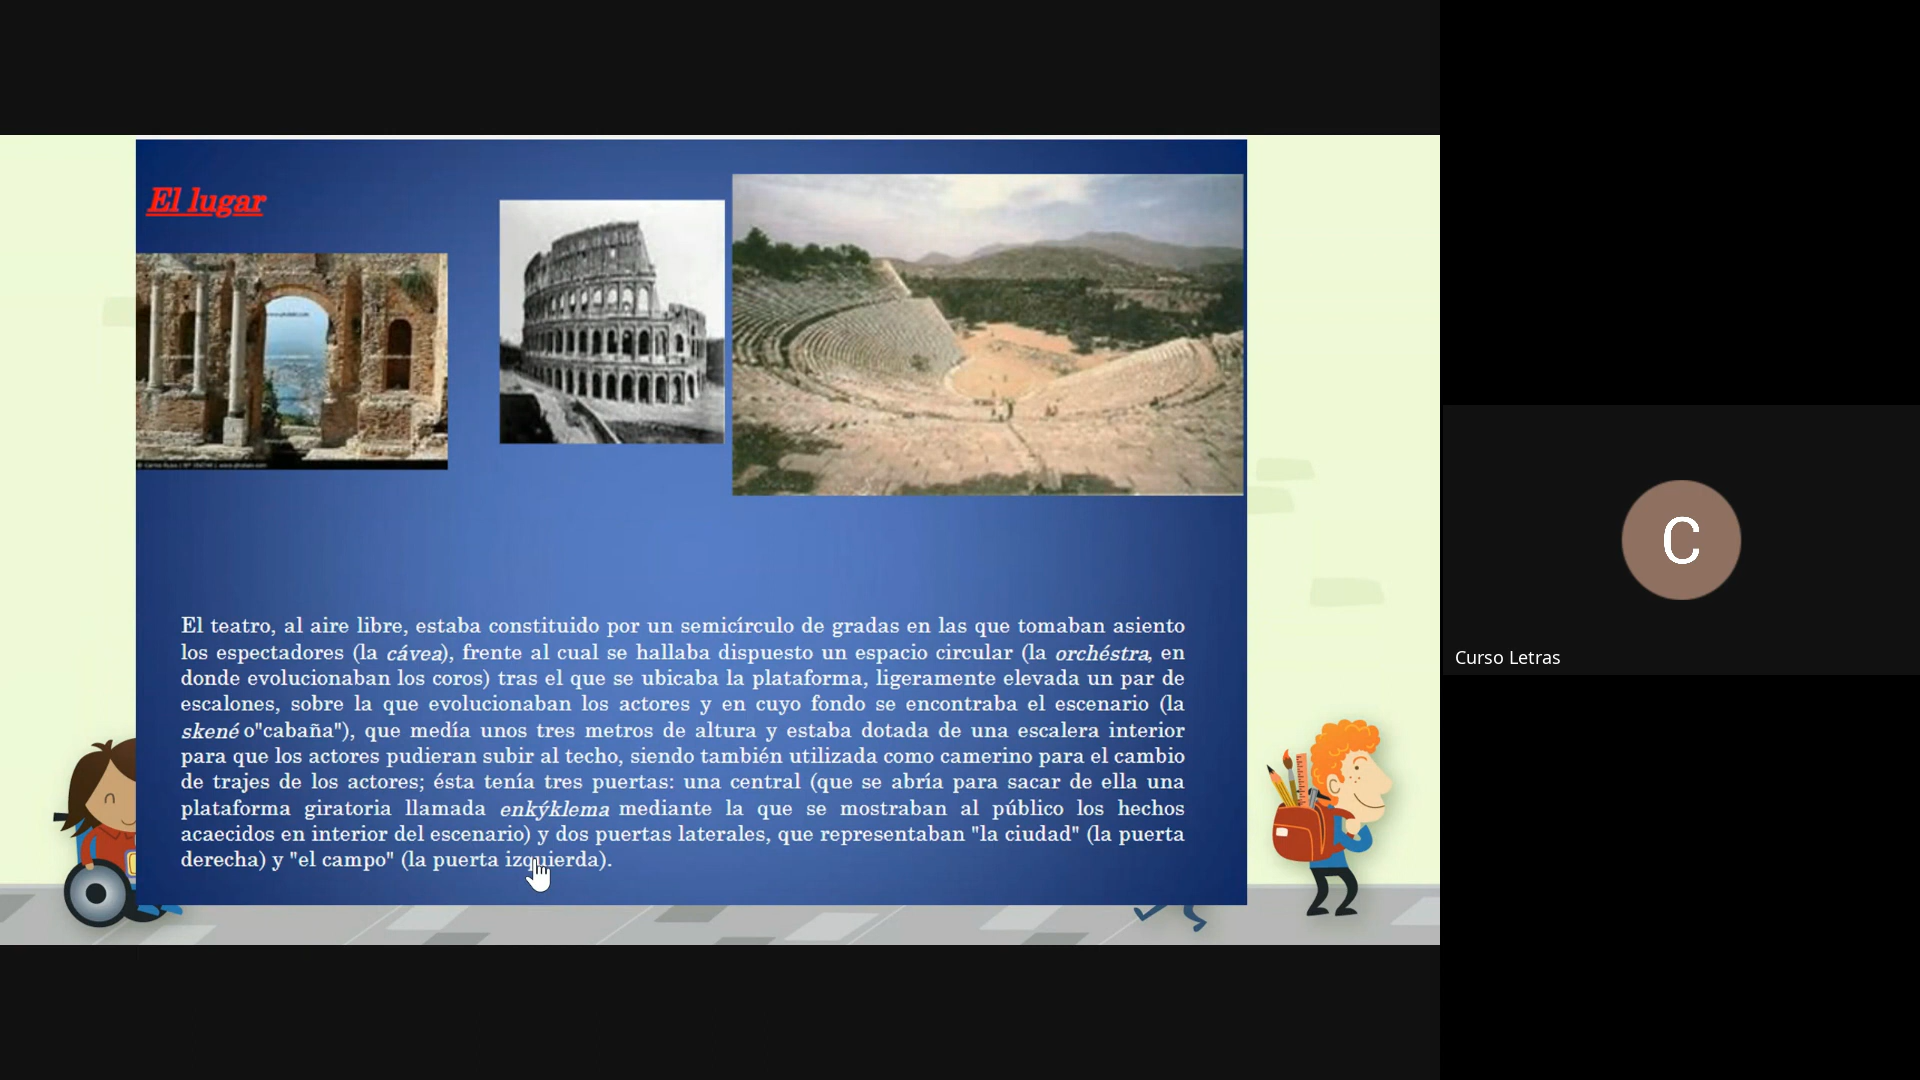 El lugar
El teatro, al aire libre, estaba constituido por un semicírculo de gradas en las que tomaban asiento
los espectadores (la cávea), frente al cual se hallaba dispuesto un espacio circular (la orchéstra, en
donde evolucionaban los coros) tras el que se ubicaba la plataforma, ligeramente elevada un par de
escalones, sobre la que evolucionaban los actores y en cuyo fondo se encontraba el escenario (la
skené o"cabaña"), que medía unos tres metros de altura y estaba dotada de una escalera interior
para que los actores pudieran subir al techo, siendo también utilizada como camerino para el cambio
de trajes de los actores; ésta tenía tres puertas: una central (que se abría para sacar de ella una
plataforma giratoria llamada enkýklema mediante la que se mostraban al público los hechos
acaecidos en interior del escenario) y dos puertas laterales, que representaban "la ciudad" (la puerta
derecha) y "el campo" (la puerta izquierda).
C
Curso Letras